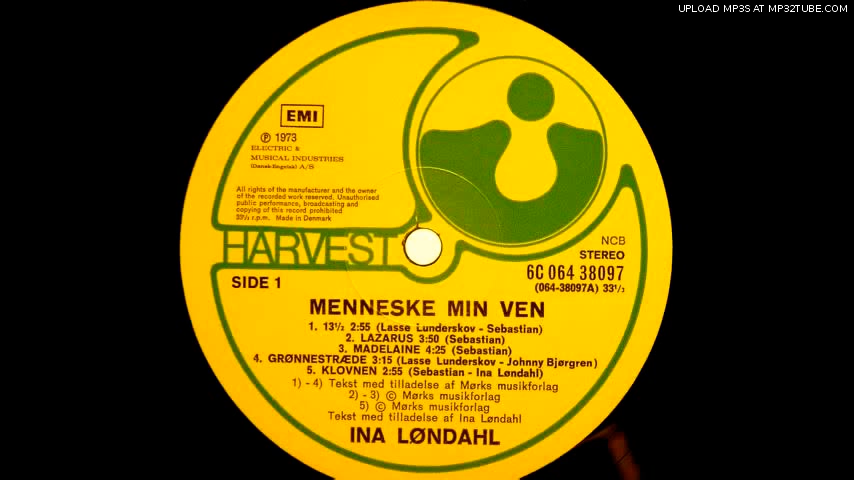 UPLOAD MP3S AT MP32TUBE.COM
EMI
Ⓟ 1973
ELECTRIC &
MUSICAL INDUSTRIES
(Dansk-Engelsk) A/S
All rights of the manufacturer and the owner
of the recorded work reserved. Unauthorised
public performance, broadcasting and
copying of this record prohibited
33⅓ r.p.m. Made in Denmark
HARVEST
NCB
STEREO
6C 064 38097
(064-38097A) 33⅓
SIDE 1
MENNESKE MIN VEN
1. 13½ 2:55 (Lasse Lunderskov - Sebastian)
2. LAZARUS 3:50 (Sebastian)
3. MADELAINE 4:25 (Sebastian)
4. GRØNNESTRÆDE 3:15 (Lasse Lunderskov - Johnny Bjørgren)
5. KLOVNEN 2:55 (Sebastian - Ina Løndahl)
1) - 4) Tekst med tilladelse af Mørks musikforlag
2) - 3) © Mørks musikforlag
5) © Mørks musikforlag
Tekst med tilladelse af Ina Løndahl
INA LØNDAHL